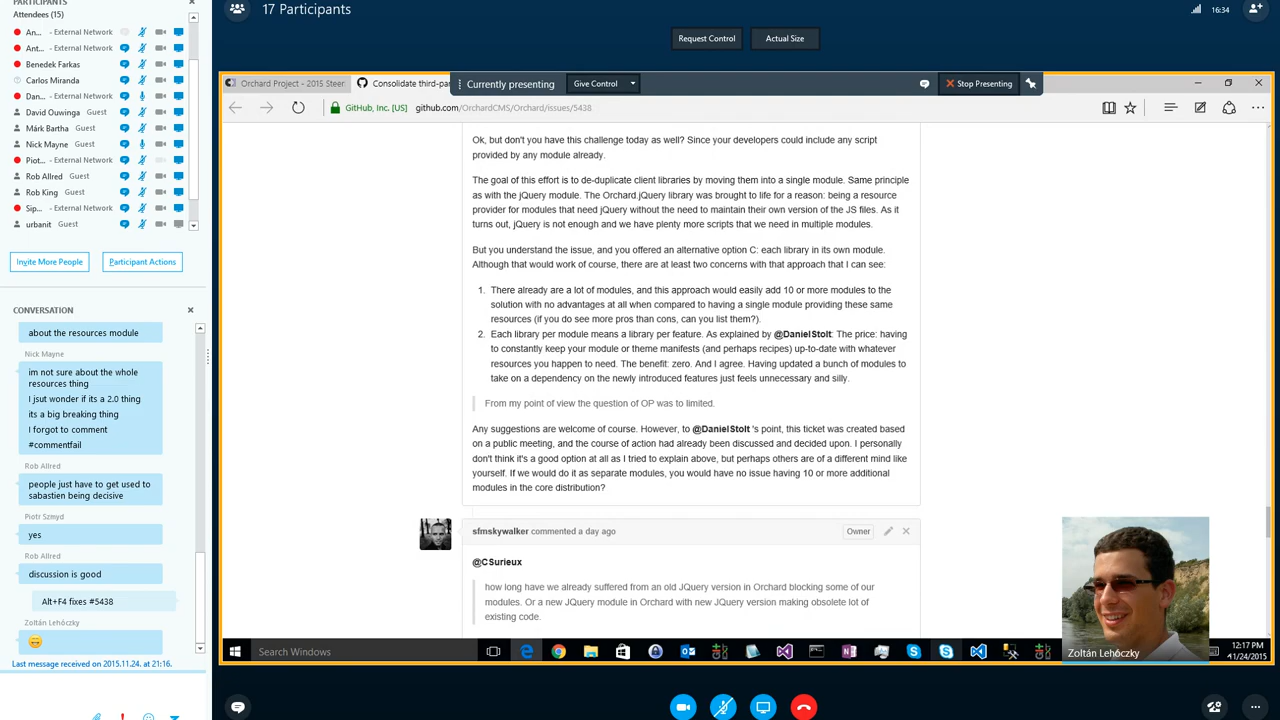 PARTICIPANTS
Attendees (15)
An... - External Network
Ant... - External Network
Benedek Farkas
Carlos Miranda
Dan... - External Network
David Ouwinga Guest
Márk Bartha Guest
Nick Mayne Guest
Piot... - External Network
Rob Allred Guest
Rob King Guest
Sip... - External Network
urbanit Guest
Invite More People
Participant Actions
CONVERSATION
about the resources module
Nick Mayne
im not sure about the whole
resources thing
I jsut wonder if its a 2.0 thing
its a big breaking thing
I forgot to comment
#commentfail
Rob Allred
people just have to get used to
sabastien being decisive
Piotr Szmyd
yes
Rob Allred
discussion is good
Alt+F4 fixes #5438
Zoltán Lehóczky
Last message received on 2015.11.24. at 21:16.
17 Participants
16:34
Request Control
Actual Size
Orchard Project - 2015 Steer
Consolidate third-par
Currently presenting
Give Control
Stop Presenting
GitHub, Inc. [US]
github.com/OrchardCMS/Orchard/issues/5438
Ok, but don't you have this challenge today as well? Since your developers could include any script
provided by any module already.
The goal of this effort is to de-duplicate client libraries by moving them into a single module. Same principle
as with the jQuery module. The Orchard.jQuery library was brought to life for a reason: being a resource
provider for modules that need jQuery without the need to maintain their own version of the JS files. As it
turns out, jQuery is not enough and we have plenty more scripts that we need in multiple modules.
But you understand the issue, and you offered an alternative option C: each library in its own module.
Although that would work of course, there are at least two concerns with that approach that I can see:
1. There already are a lot of modules, and this approach would easily add 10 or more modules to the
solution with no advantages at all when compared to having a single module providing these same
resources (if you do see more pros than cons, can you list them?).
2. Each library per module means a library per feature. As explained by @DanielStolt: The price: having
to constantly keep your module or theme manifests (and perhaps recipes) up-to-date with whatever
resources you happen to need. The benefit: zero. And I agree. Having updated a bunch of modules to
take on a dependency on the newly introduced features just feels unnecessary and silly.
From my point of view the question of OP was to limited.
Any suggestions are welcome of course. However, to @DanielStolt 's point, this ticket was created based
on a public meeting, and the course of action had already been discussed and decided upon. I personally
don't think it's a good option at all as I tried to explain above, but perhaps others are of a different mind like
yourself. If we would do it as separate modules, you would have no issue having 10 or more additional
modules in the core distribution?
sfmskywalker commented a day ago
Owner
@CSurieux
how long have we already suffered from an old JQuery version in Orchard blocking some of our
modules. Or a new JQuery module in Orchard with new JQuery version making obsolete lot of
existing code.
Zoltán Lehóczky
Search Windows
12:17 PM
11/24/2015